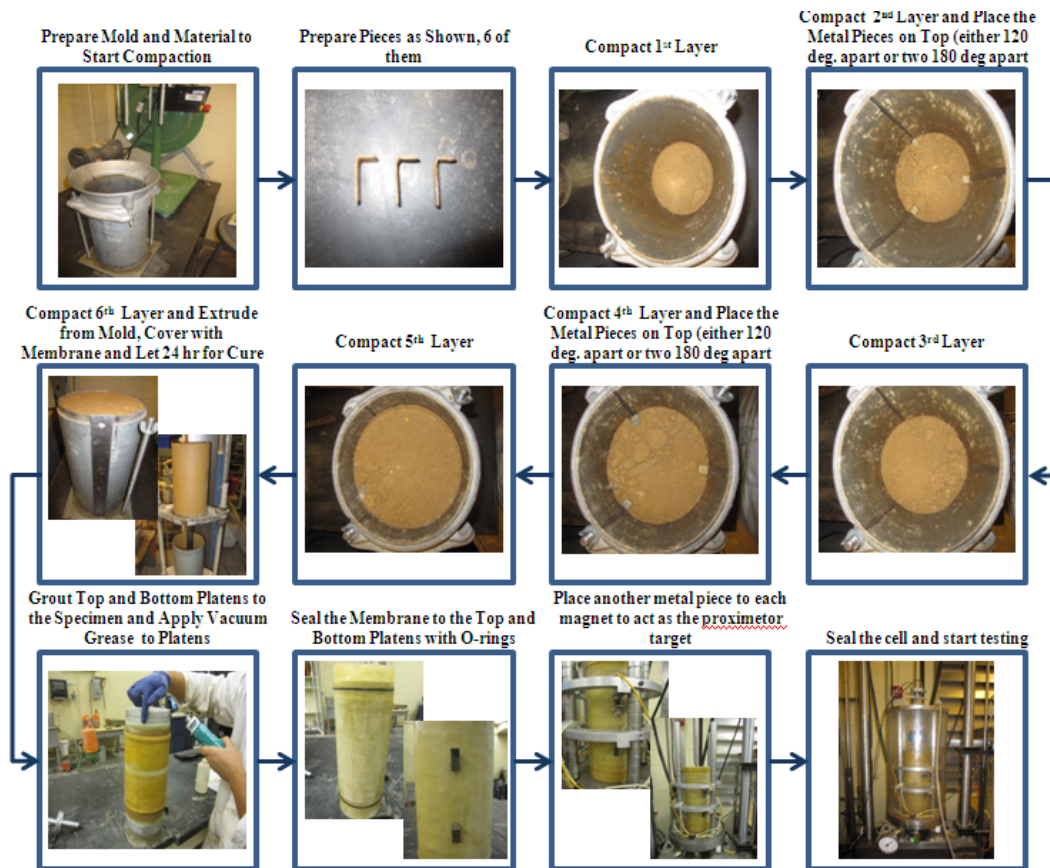 Prepare Mold and Material to
Start Compaction
Prepare Pieces as Shown, 6 of
them
Compact 1st Layer
Compact 2nd Layer and Place the
Metal Pieces on Top (either 120
deg. apart or two 180 deg apart
Compact 3rd Layer
Compact 4th Layer and Place the
Metal Pieces on Top (either 120
deg. apart or two 180 deg apart
Compact 5th Layer
Compact 6th Layer and Extrude
from Mold, Cover with
Membrane and Let 24 hr for Cure
Grout Top and Bottom Platens to
the Specimen and Apply Vacuum
Grease to Platens
Seal the Membrane to the Top and
Bottom Platens with O-rings
Place another metal piece to each
magnet to act as the proximetor
target
Seal the cell and start testing